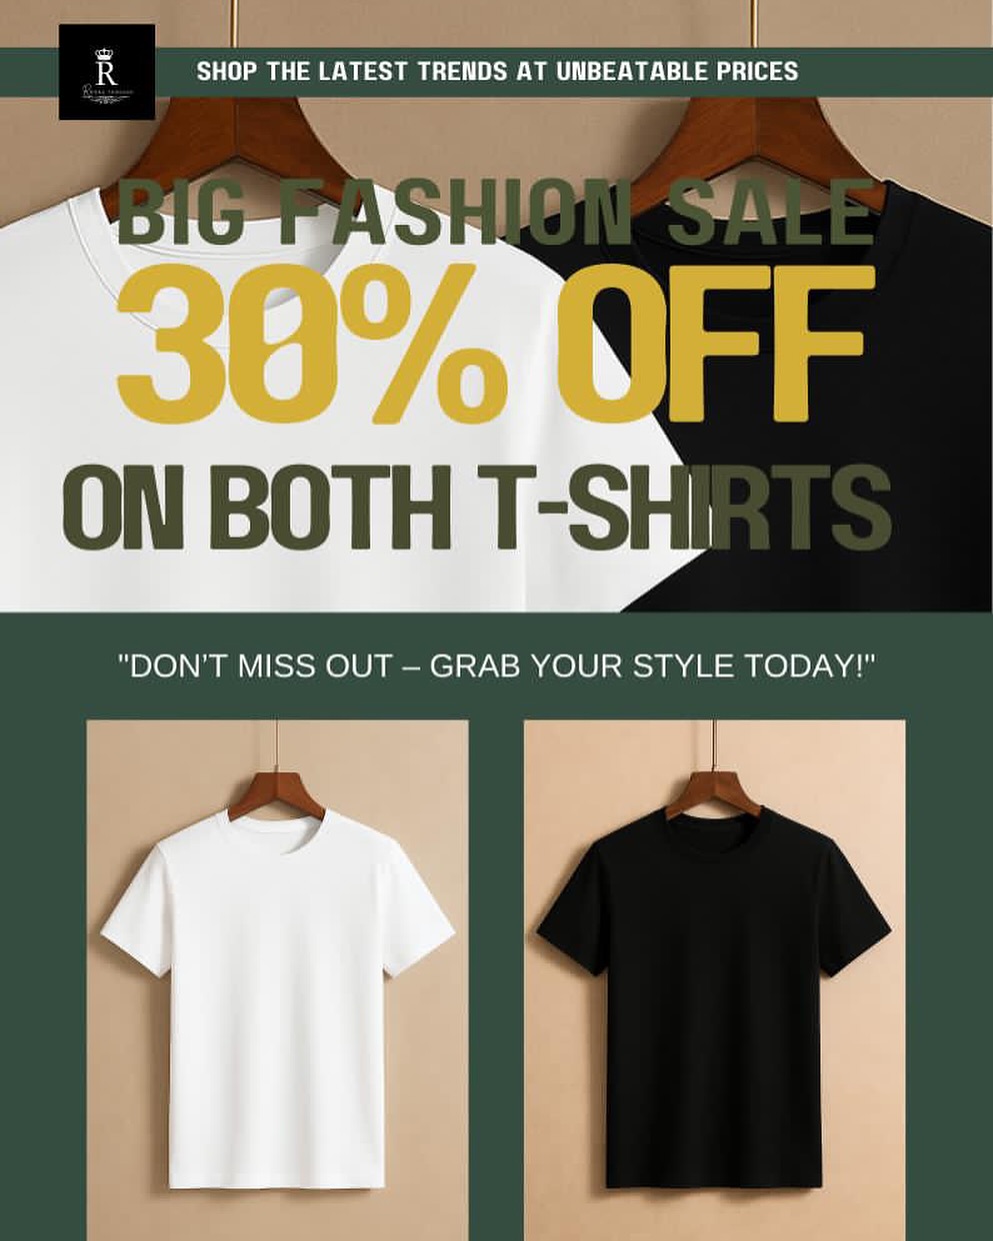 R
SHOP THE LATEST TRENDS AT UNBEATABLE PRICES
BIG FASHION SALE
30% OFF
ON BOTH T-SHIRTS
"DON’T MISS OUT – GRAB YOUR STYLE TODAY!"